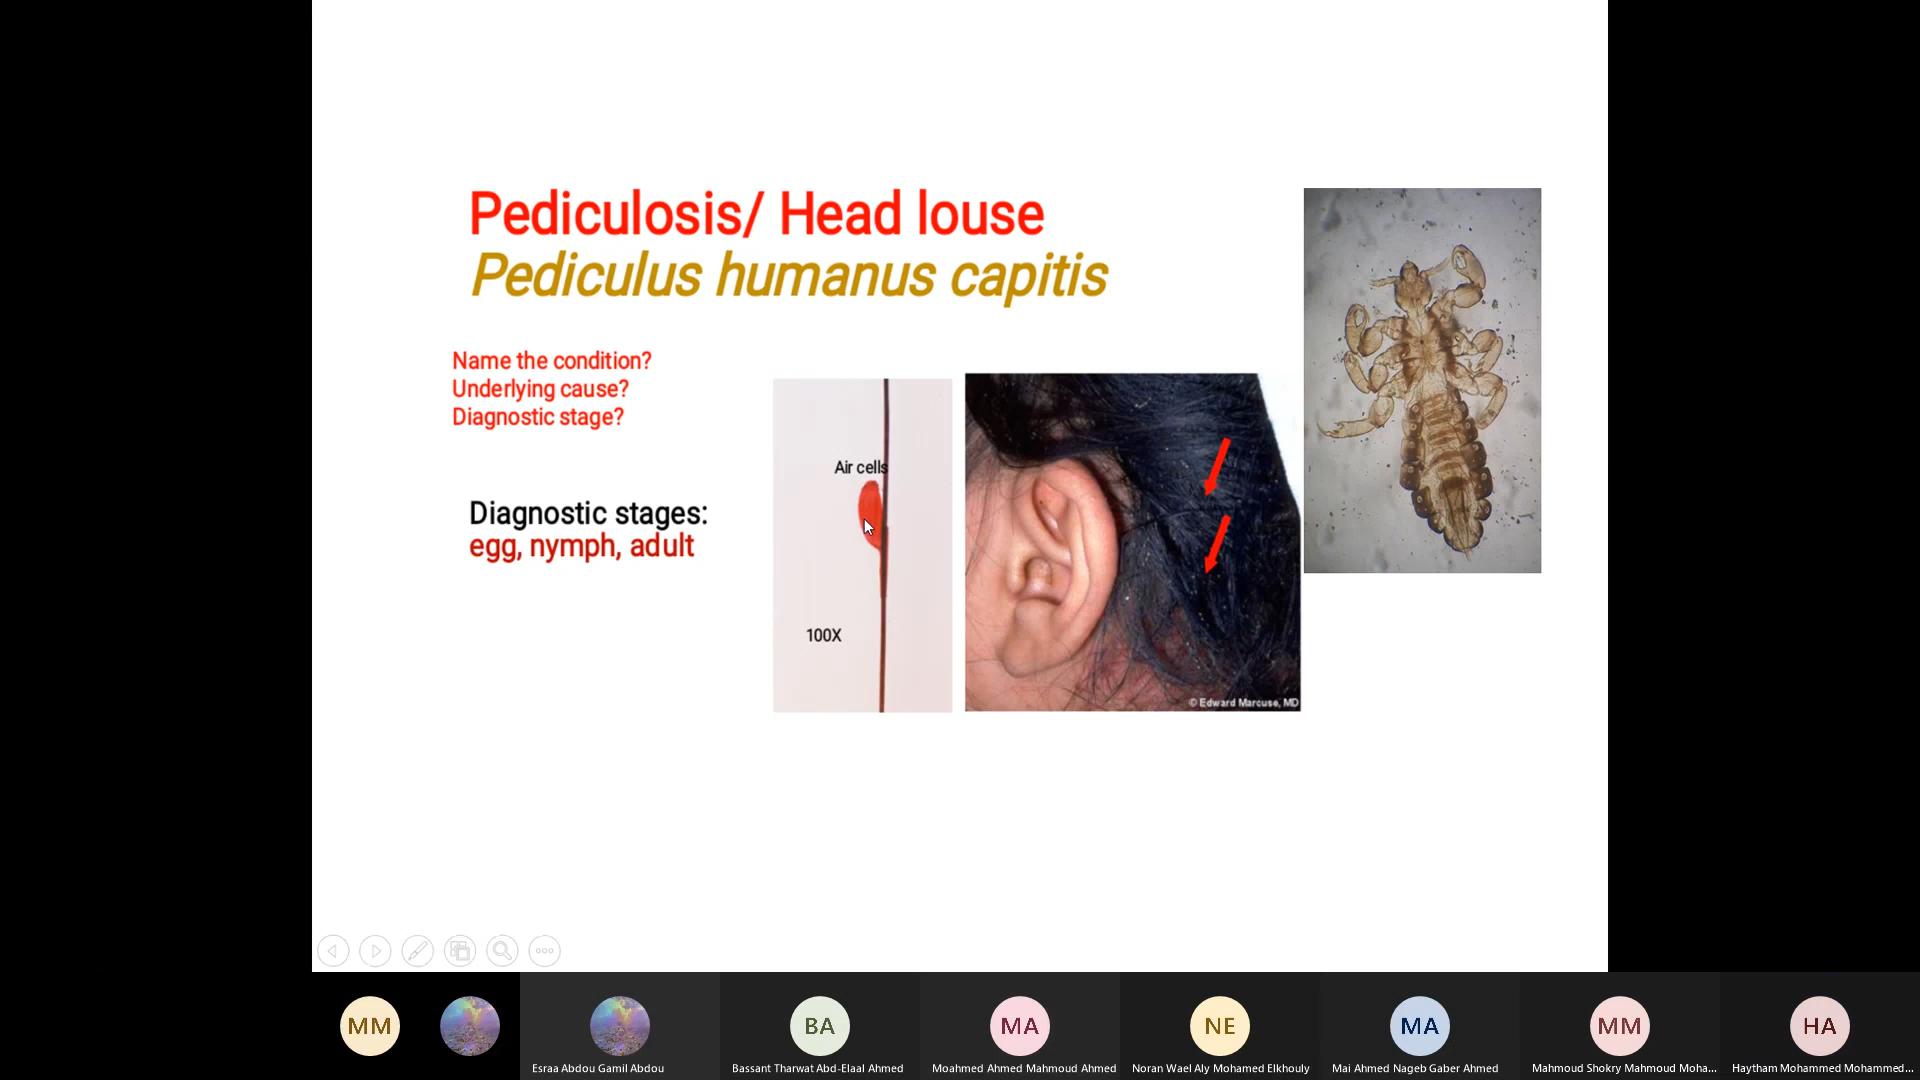 Pediculosis/ Head louse
Pediculus humanus capitis
Name the condition?
Underlying cause?
Diagnostic stage?
Diagnostic stages:
egg, nymph, adult
Air cells
100X
© Edward Marcuse, MD
MM
BA
MA
NE
MA
MM
HA
Esraa Abdou Gamil Abdou
Bassant Tharwat Abd-Elaal Ahmed
Moahmed Ahmed Mahmoud Ahmed
Noran Wael Aly Mohamed Elkhouly
Mai Ahmed Nageb Gaber Ahmed
Mahmoud Shokry Mahmoud Moha...
Haytham Mohammed Mohammed...